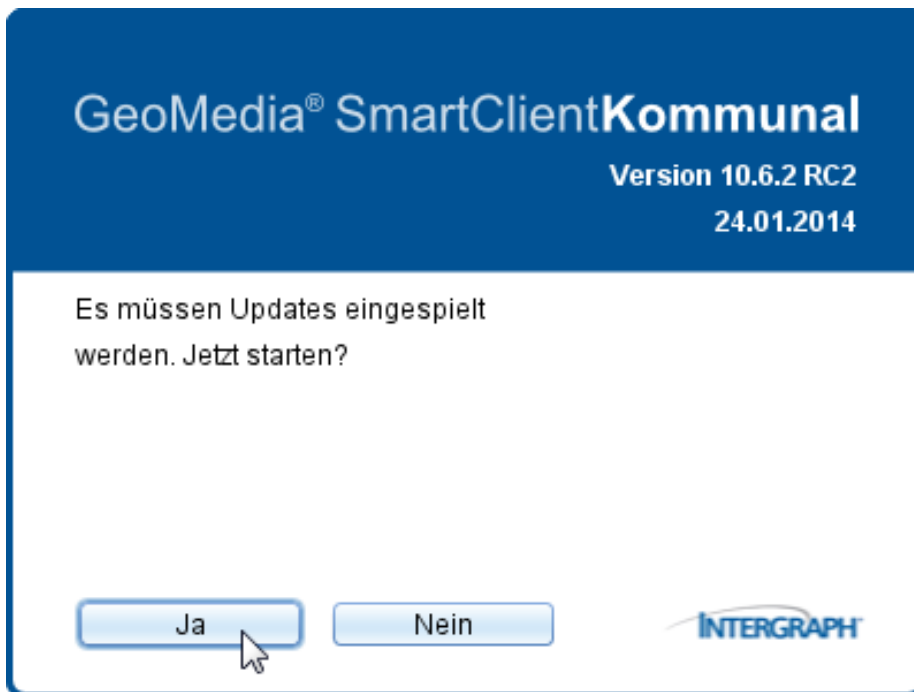 GeoMedia® SmartClientKommunal
Version 10.6.2 RC2
24.01.2014
Es müssen Updates eingespielt
werden. Jetzt starten?
Ja
Nein
INTERGRAPH